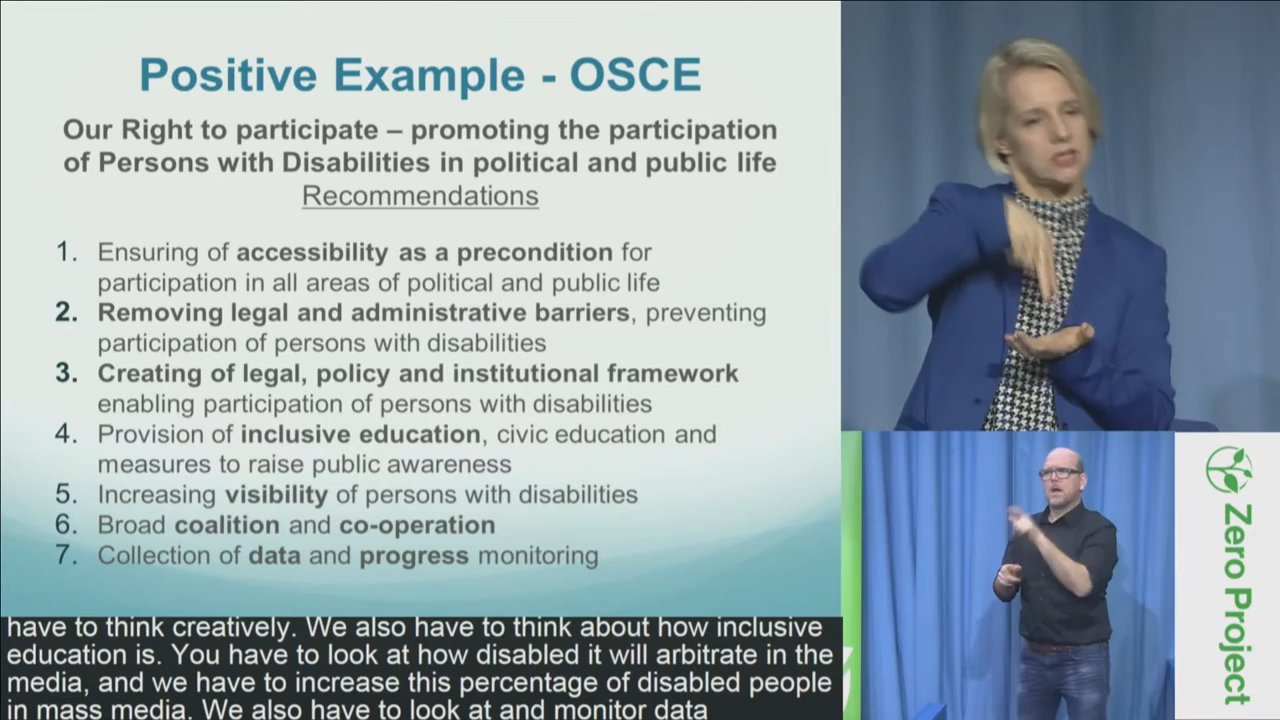 Positive Example - OSCE
Our Right to participate – promoting the participation
of Persons with Disabilities in political and public life
Recommendations
1. Ensuring of accessibility as a precondition for
participation in all areas of political and public life
2. Removing legal and administrative barriers, preventing
participation of persons with disabilities
3. Creating of legal, policy and institutional framework
enabling participation of persons with disabilities
4. Provision of inclusive education, civic education and
measures to raise public awareness
5. Increasing visibility of persons with disabilities
6. Broad coalition and co-operation
7. Collection of data and progress monitoring
have to think creatively. We also have to think about how inclusive
education is. You have to look at how disabled it will arbitrate in the
media, and we have to increase this percentage of disabled people
in mass media. We also have to look at and monitor data
Zero Project